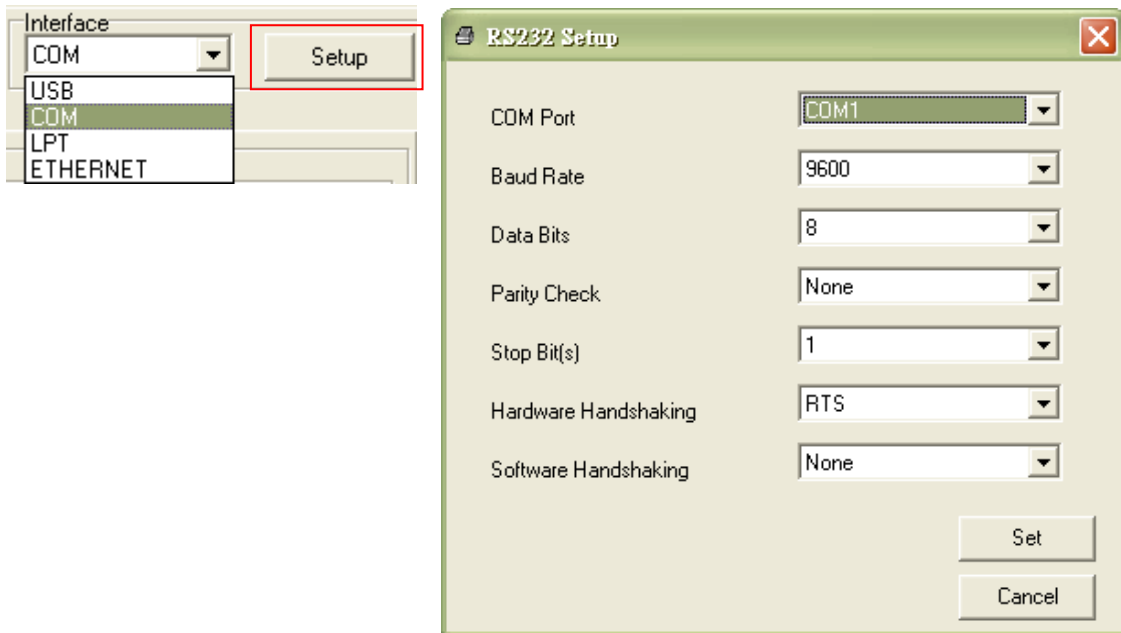 Interface
COM
Setup
USB
COM
LPT
ETHERNET
RS232 Setup
COM Port COM1
Baud Rate 9600
Data Bits 8
Parity Check None
Stop Bit(s) 1
Hardware Handshaking RTS
Software Handshaking None
Set
Cancel